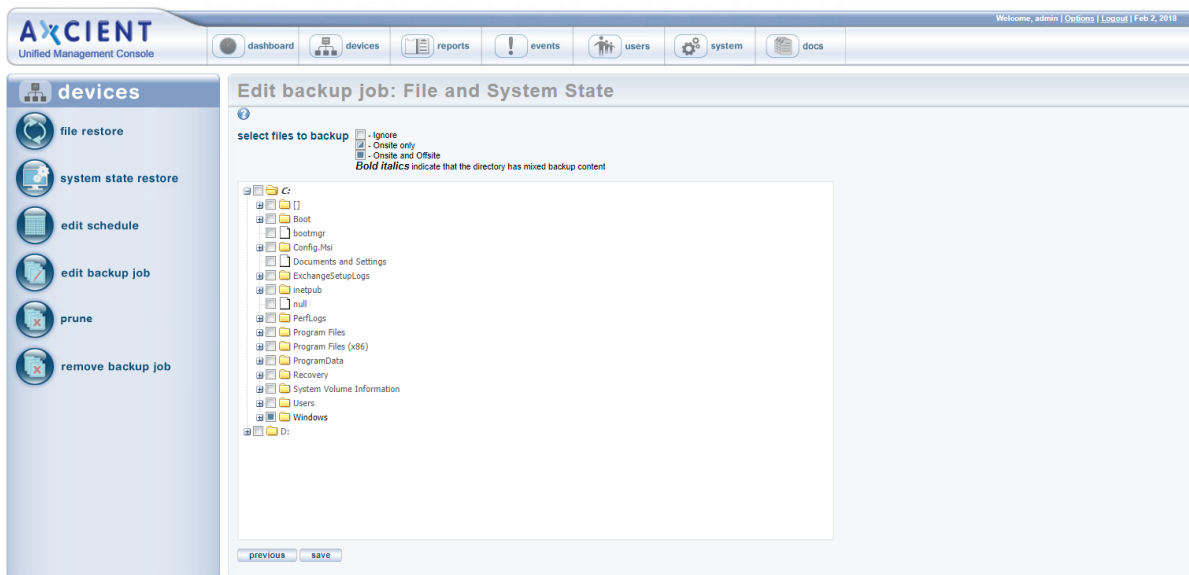 Welcome, admin | Options | Logout | Feb 2, 2018
AXCIENT
Unified Management Console
dashboard
devices
reports
events
users
system
docs
devices
file restore
system state restore
edit schedule
edit backup job
prune
remove backup job
Edit backup job: File and System State
?
select files to backup
- Ignore
- Onsite only
- Onsite and Offsite
Bold italics indicate that the directory has mixed backup content
C:
[]
Boot
bootmgr
Config.Msi
Documents and Settings
ExchangeSetupLogs
inetpub
null
PerfLogs
Program Files
Program Files (x86)
ProgramData
Recovery
System Volume Information
Users
Windows
D:
previous
save